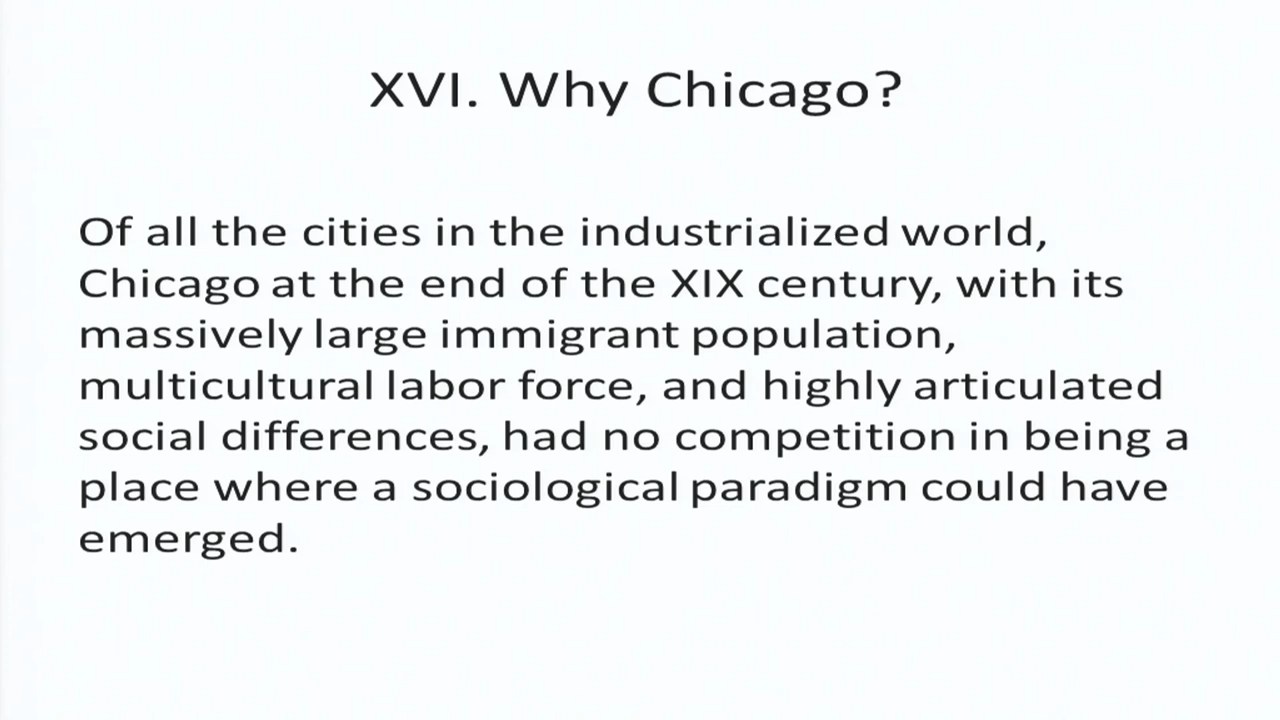 XVI. Why Chicago?
Of all the cities in the industrialized world,
Chicago at the end of the XIX century, with its
massively large immigrant population,
multicultural labor force, and highly articulated
social differences, had no competition in being a
place where a sociological paradigm could have
emerged.